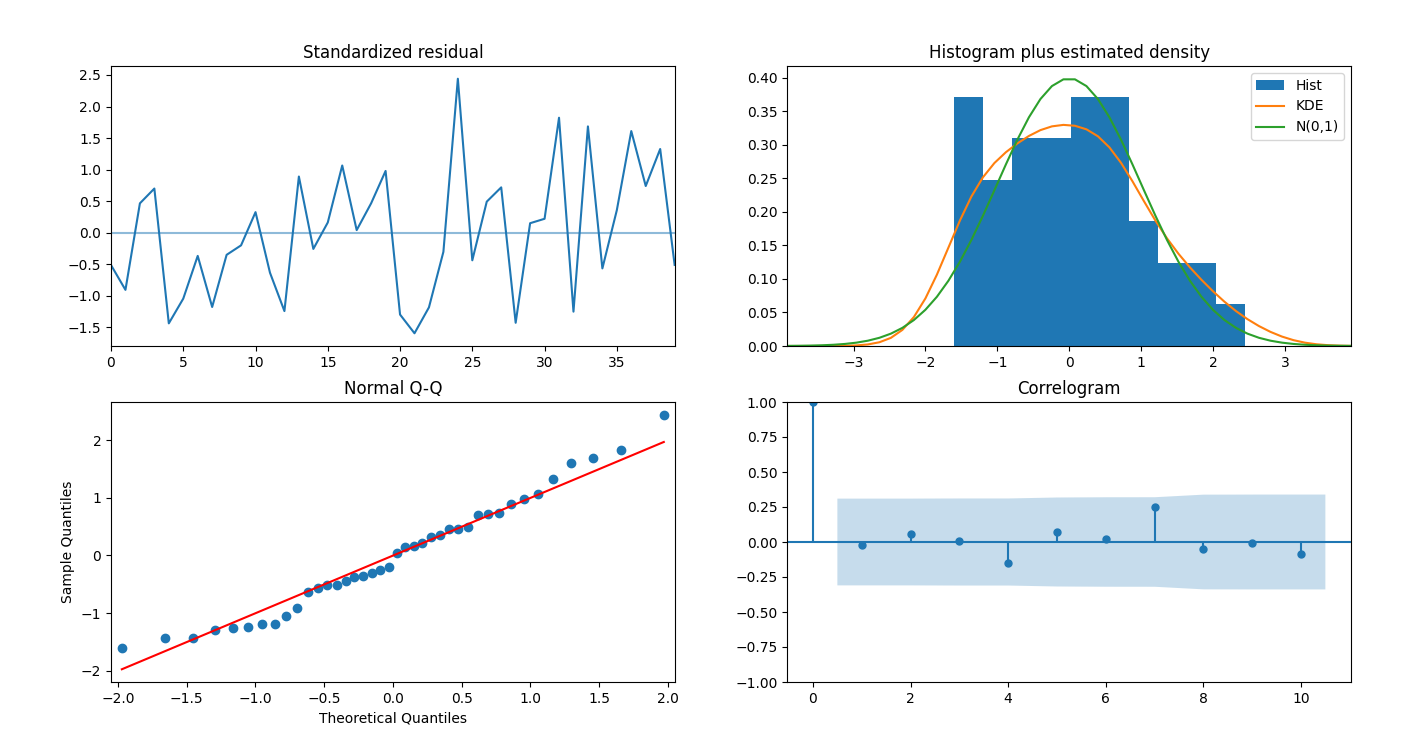 Standardized residual
2.5
2.0
1.5
1.0
0.5
0.0
−0.5
−1.0
−1.5
0 5 10 15 20 25 30 35
Histogram plus estimated density
0.40
0.35
0.30
0.25
0.20
0.15
0.10
0.05
0.00
−3 −2 −1 0 1 2 3
Hist
KDE
N(0,1)
Normal Q-Q
Sample Quantiles
2
1
0
−1
−2
−2.0 −1.5 −1.0 −0.5 0.0 0.5 1.0 1.5 2.0
Theoretical Quantiles
Correlogram
1.00
0.75
0.50
0.25
0.00
−0.25
−0.50
−0.75
−1.00
0 2 4 6 8 10